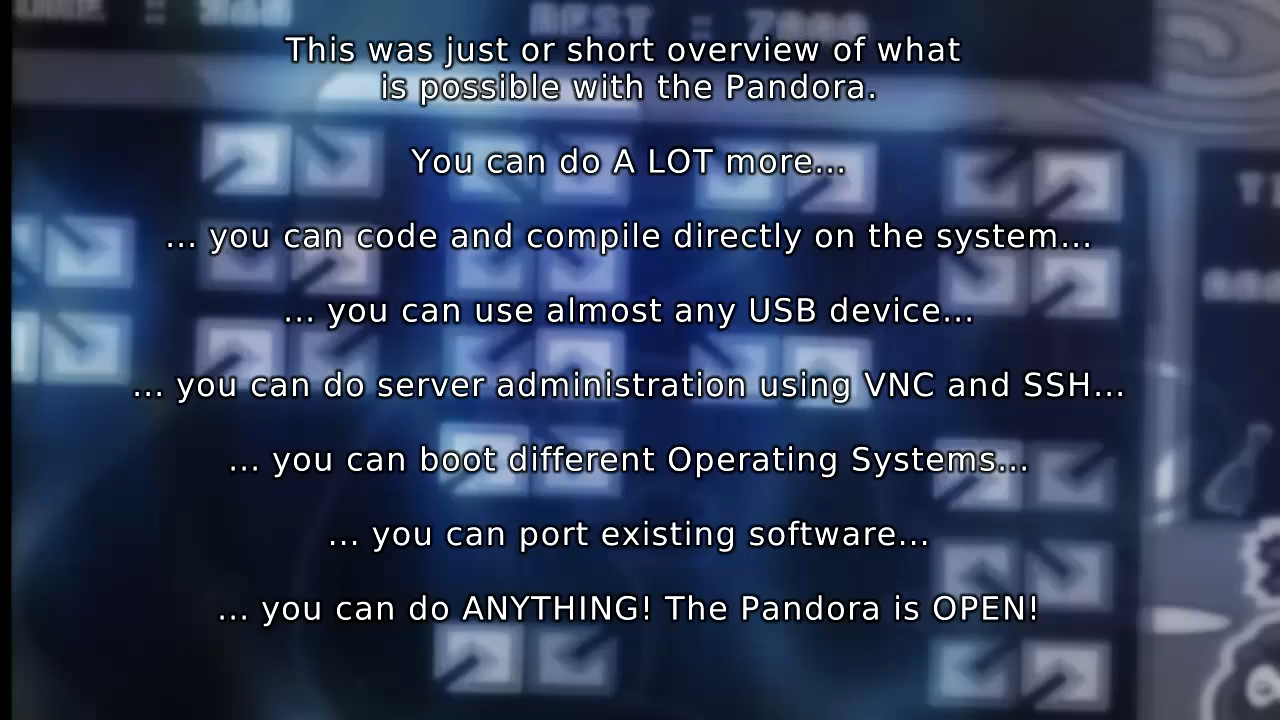 BEST : 7800
This was just or short overview of what
is possible with the Pandora.
You can do A LOT more...
... you can code and compile directly on the system...
... you can use almost any USB device...
... you can do server administration using VNC and SSH...
... you can boot different Operating Systems...
... you can port existing software...
... you can do ANYTHING! The Pandora is OPEN!